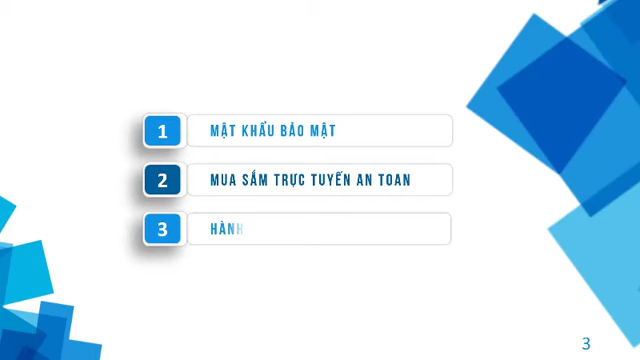 1 MẬT KHẨU BẢO MẬT
2 MUA SẮM TRỰC TUYẾN AN TOAN
3 HÀNH
3